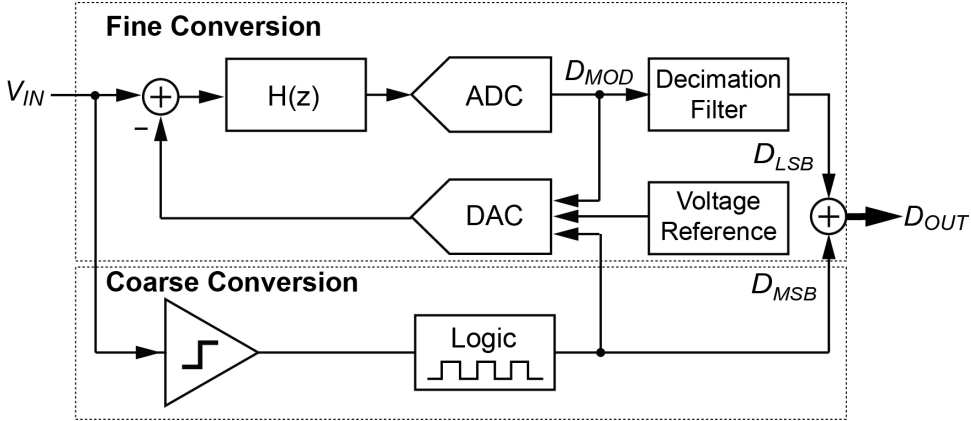 Fine Conversion
V_IN
+
−
H(z)
ADC
D_MOD
Decimation
Filter
D_LSB
DAC
Voltage
Reference
+
D_OUT
Coarse Conversion
D_MSB
Logic